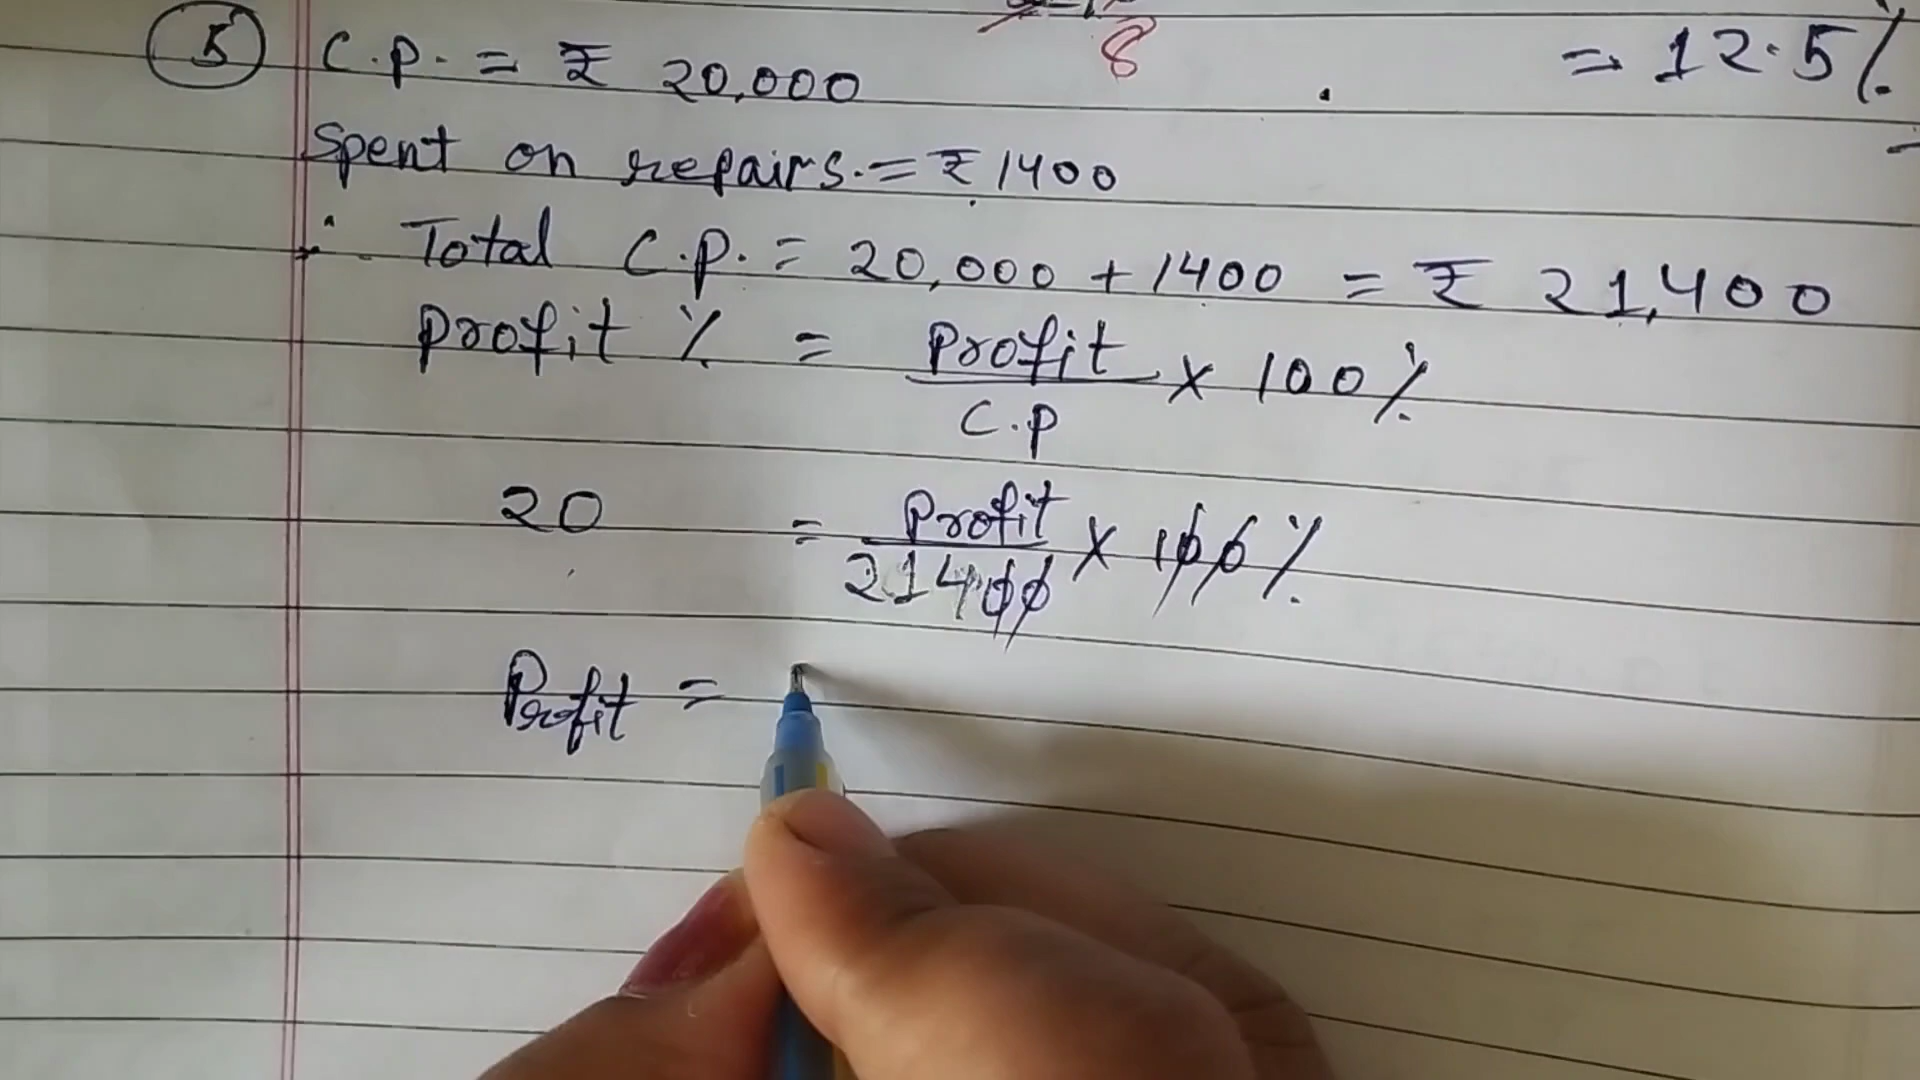 8
= 12.5%
5 C.P. = ₹ 20,000
Spent on repairs. = ₹ 1400
∴ Total C.P. = 20,000 + 1400 = ₹ 21,400
Profit % = Profit / C.P × 100%
20 = Profit / 21400 × 100%
Profit =